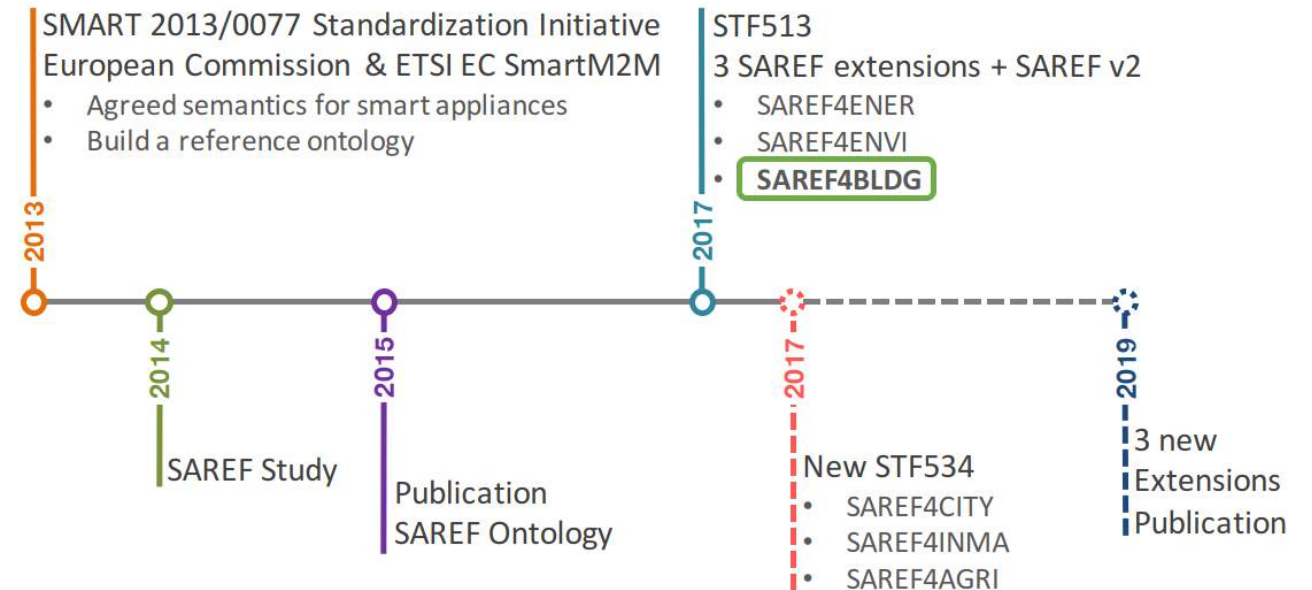 SMART 2013/0077 Standardization Initiative
European Commission & ETSI EC SmartM2M
• Agreed semantics for smart appliances
• Build a reference ontology
2013
STF513
3 SAREF extensions + SAREF v2
• SAREF4ENER
• SAREF4ENVI
• SAREF4BLDG
2017
2014
SAREF Study
2015
Publication
SAREF Ontology
2017
New STF534
• SAREF4CITY
• SAREF4INMA
• SAREF4AGRI
2019
3 new
Extensions
Publication